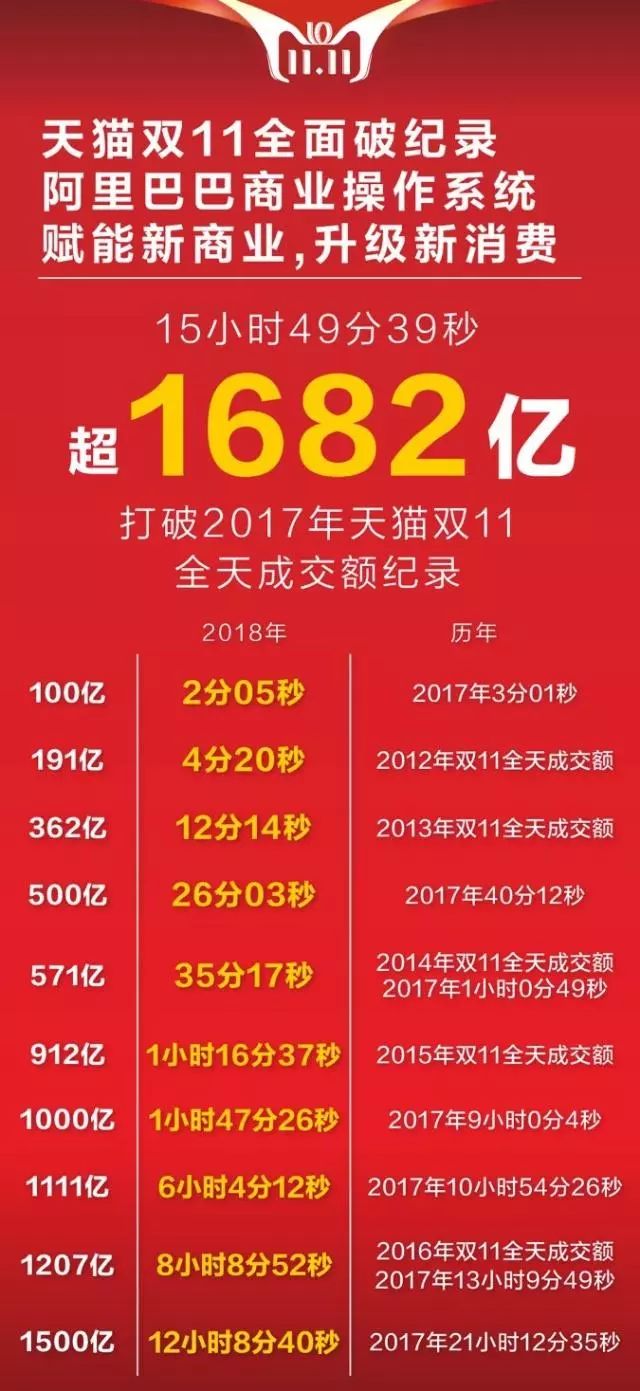 10
11.11
天猫双11全面破纪录
阿里巴巴商业操作系统
赋能新商业,升级新消费
15小时49分39秒
超1682亿
打破2017年天猫双11
全天成交额纪录
2018年 历年
100亿 2分05秒 2017年3分01秒
191亿 4分20秒 2012年双11全天成交额
362亿 12分14秒 2013年双11全天成交额
500亿 26分03秒 2017年40分12秒
571亿 35分17秒 2014年双11全天成交额
2017年1小时0分49秒
912亿 1小时16分37秒 2015年双11全天成交额
1000亿 1小时47分26秒 2017年9小时0分4秒
1111亿 6小时4分12秒 2017年10小时54分26秒
1207亿 8小时8分52秒 2016年双11全天成交额
2017年13小时9分49秒
1500亿 12小时8分40秒 2017年21小时12分35秒